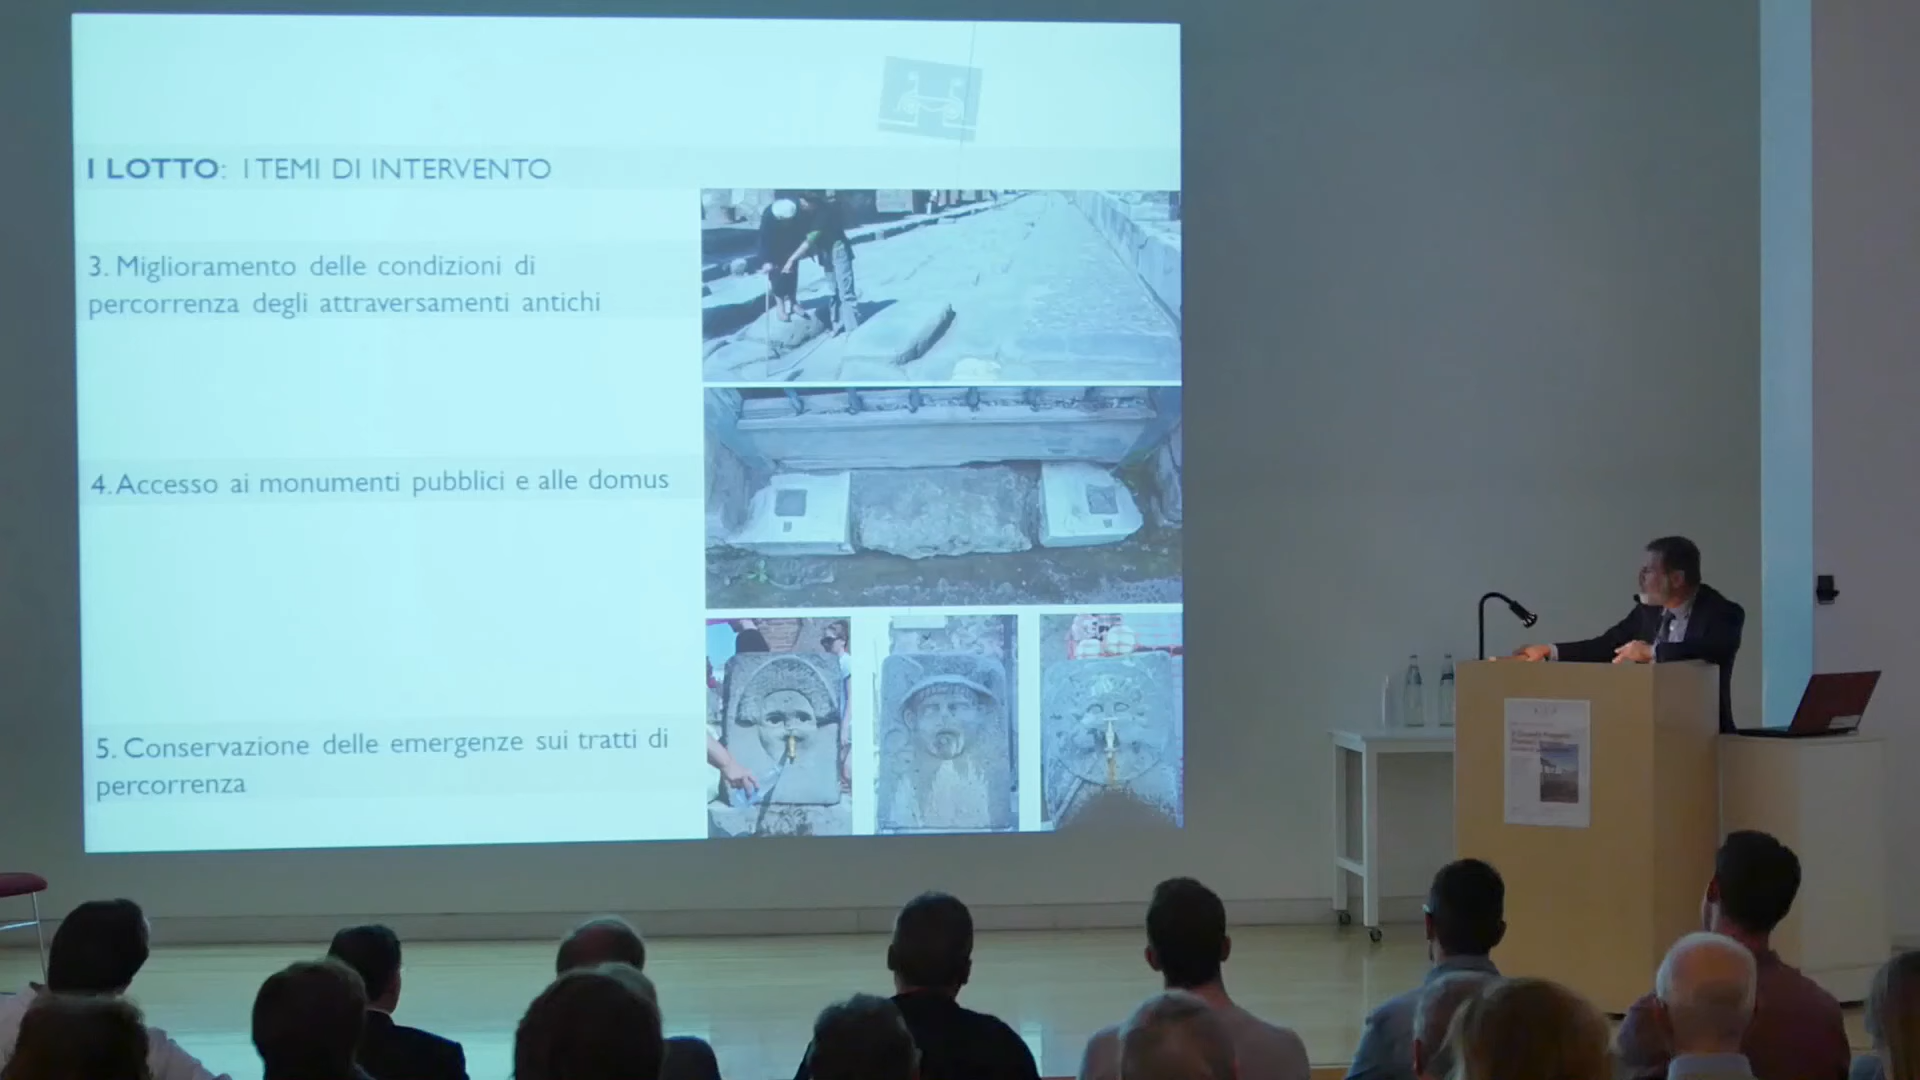 I LOTTO: I TEMI DI INTERVENTO
3. Miglioramento delle condizioni di
percorrenza degli attraversamenti antichi
4. Accesso ai monumenti pubblici e alle domus
5. Conservazione delle emergenze sui tratti di
percorrenza